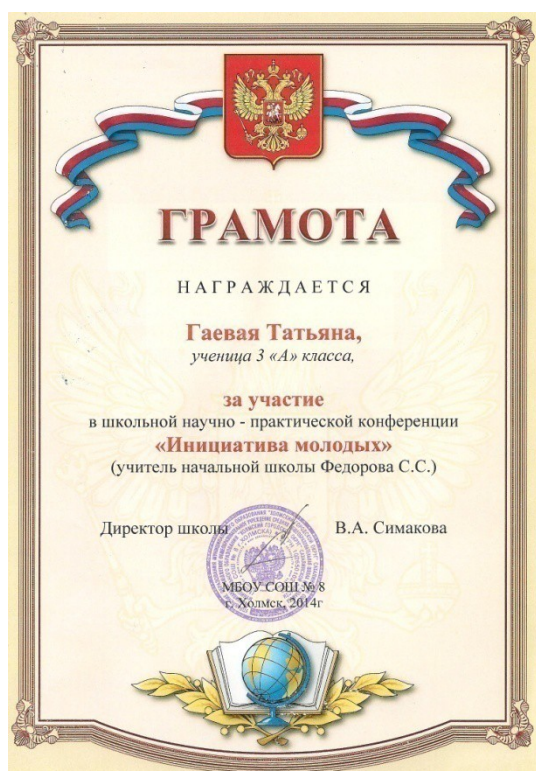 ГРАМОТА
НАГРАЖДАЕТСЯ
Гаевая Татьяна,
ученица 3 «А» класса,
за участие
в школьной научно - практической конференции
«Инициатива молодых»
(учитель начальной школы Федорова С.С.)
Директор школы В.А. Симакова
МБОУ СОШ № 8
г. Холмск, 2014г